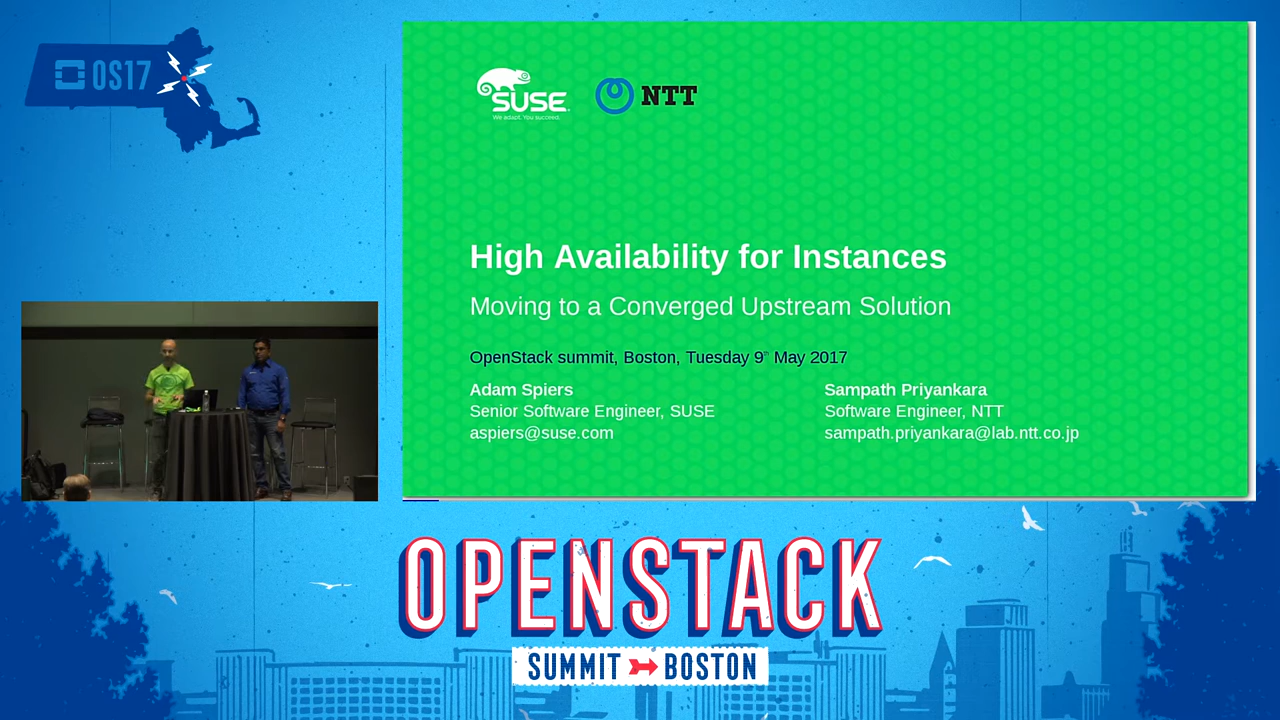 OS17
SUSE
We adapt. You succeed.
NTT
High Availability for Instances
Moving to a Converged Upstream Solution
OpenStack summit, Boston, Tuesday 9th May 2017
Adam Spiers
Senior Software Engineer, SUSE
aspiers@suse.com
Sampath Priyankara
Software Engineer, NTT
sampath.priyankara@lab.ntt.co.jp
OPENSTACK
SUMMIT BOSTON